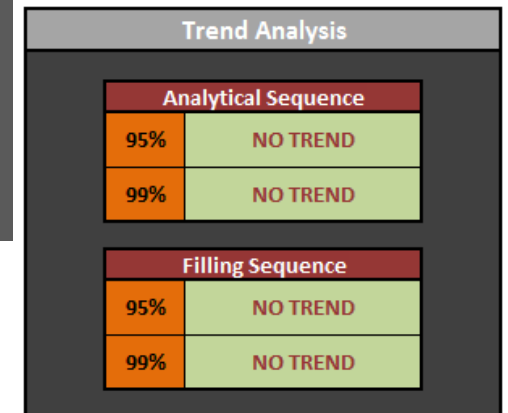 Trend Analysis
Analytical Sequence
95% NO TREND
99% NO TREND
Filling Sequence
95% NO TREND
99% NO TREND